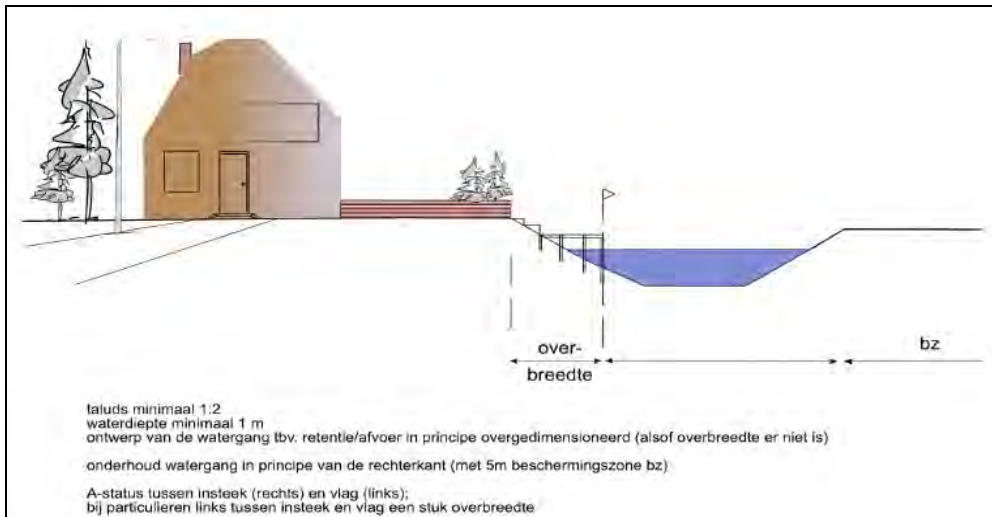 over-
breedte
bz
taluds minimaal 1:2
waterdiepte minimaal 1 m
ontwerp van de watergang tbv. retentie/afvoer in principe overgedimensioneerd (alsof overbreedte er niet is)
onderhoud watergang in principe van de rechterkant (met 5m beschermingszone bz)
A-status tussen insteek (rechts) en vlag (links);
bij particulieren links tussen insteek en vlag een stuk overbreedte